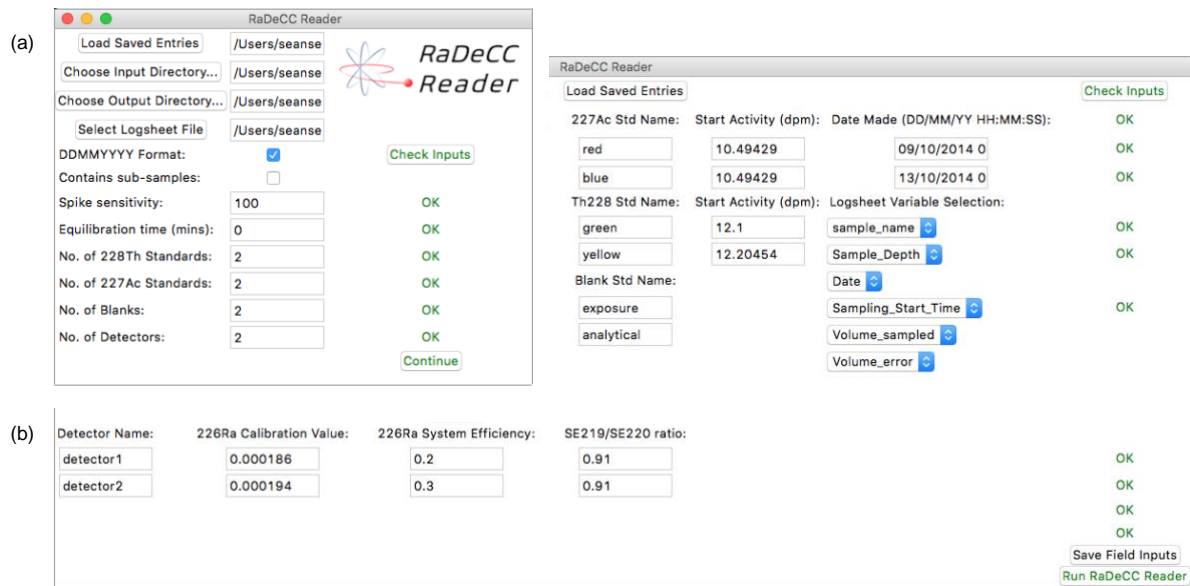 (a)
RaDeCC Reader
Load Saved Entries /Users/seanse
Choose Input Directory... /Users/seanse
Choose Output Directory... /Users/seanse
Select Logsheet File /Users/seanse
RaDeCC
Reader
DDMMYYYY Format: Check Inputs
Contains sub-samples:
Spike sensitivity: 100 OK
Equilibration time (mins): 0 OK
No. of 228Th Standards: 2 OK
No. of 227Ac Standards: 2 OK
No. of Blanks: 2 OK
No. of Detectors: 2 OK
Continue
RaDeCC Reader
Load Saved Entries Check Inputs
227Ac Std Name: Start Activity (dpm): Date Made (DD/MM/YY HH:MM:SS): OK
red 10.49429 09/10/2014 0 OK
blue 10.49429 13/10/2014 0 OK
Th228 Std Name: Start Activity (dpm): Logsheet Variable Selection:
green 12.1 sample_name OK
yellow 12.20454 Sample_Depth OK
Blank Std Name: Date
exposure Sampling_Start_Time OK
analytical Volume_sampled
Volume_error
(b)
Detector Name: 226Ra Calibration Value: 226Ra System Efficiency: SE219/SE220 ratio:
detector1 0.000186 0.2 0.91 OK
detector2 0.000194 0.3 0.91 OK
OK
OK
Save Field Inputs
Run RaDeCC Reader